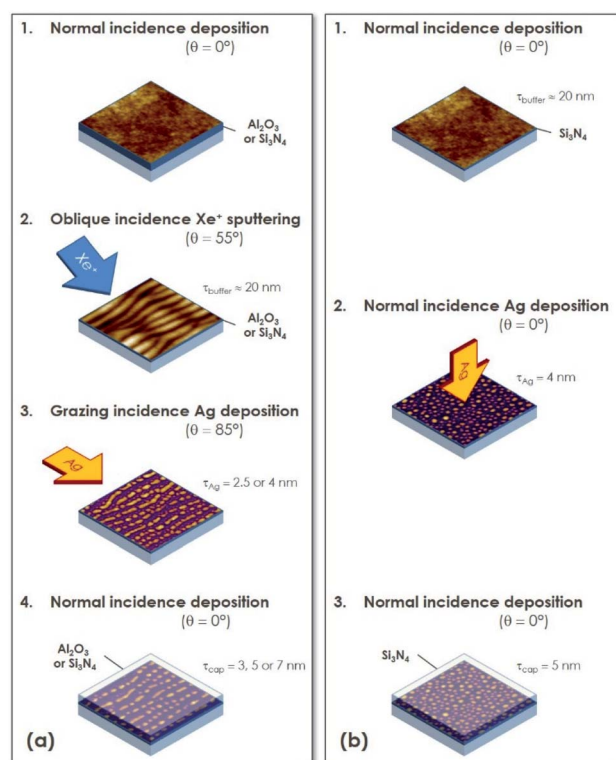 1. Normal incidence deposition
(θ = 0°)
Al₂O₃
or Si₃N₄
2. Oblique incidence Xe⁺ sputtering
(θ = 55°)
Xe⁺
τbuffer ≈ 20 nm
Al₂O₃
or Si₃N₄
3. Grazing incidence Ag deposition
(θ = 85°)
Ag
τAg = 2.5 or 4 nm
4. Normal incidence deposition
(θ = 0°)
Al₂O₃
or Si₃N₄
τcap = 3, 5 or 7 nm
(a)
1. Normal incidence deposition
(θ = 0°)
τbuffer ≈ 20 nm
Si₃N₄
2. Normal incidence Ag deposition
(θ = 0°)
Ag
τAg = 4 nm
3. Normal incidence deposition
(θ = 0°)
Si₃N₄
τcap = 5 nm
(b)